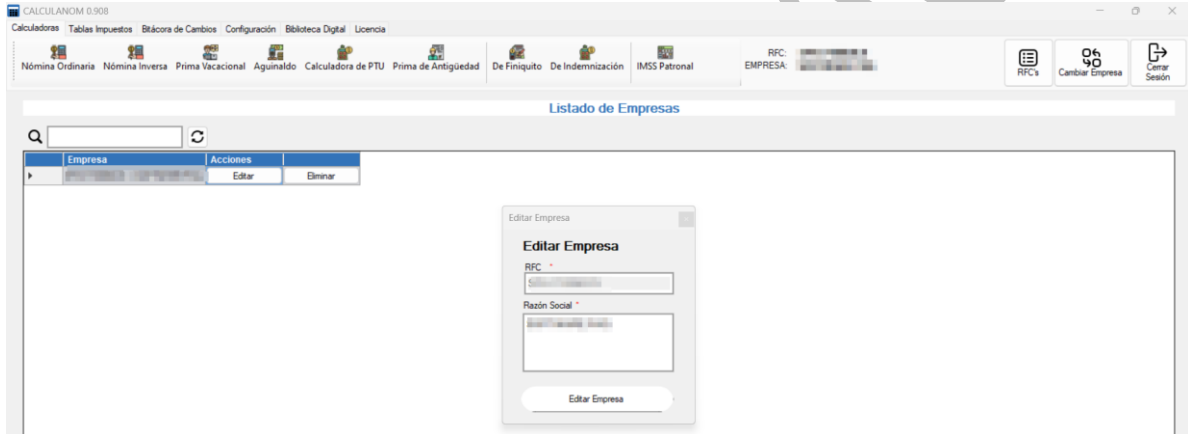 CALCULANOM 0.908
Calculadoras Tablas Impuestos Bitácora de Cambios Configuración Biblioteca Digital Licencia
Nómina Ordinaria Nómina Inversa Prima Vacacional Aguinaldo Calculadora de PTU Prima de Antigüedad De Finiquito De Indemnización IMSS Patronal
RFC:
EMPRESA:
RFC's
Cambiar Empresa
Cerrar
Sesión
Listado de Empresas
Empresa Acciones
Editar Eliminar
Editar Empresa
Editar Empresa
RFC *
Razón Social *
Editar Empresa